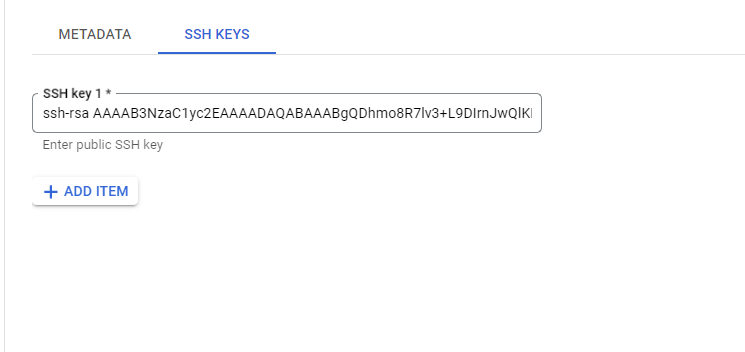 METADATA SSH KEYS
SSH key 1 *
ssh-rsa AAAAB3NzaC1yc2EAAAADAQABAAABgQDhmo8R7lv3+L9DIrnJwQlK
Enter public SSH key
+ ADD ITEM